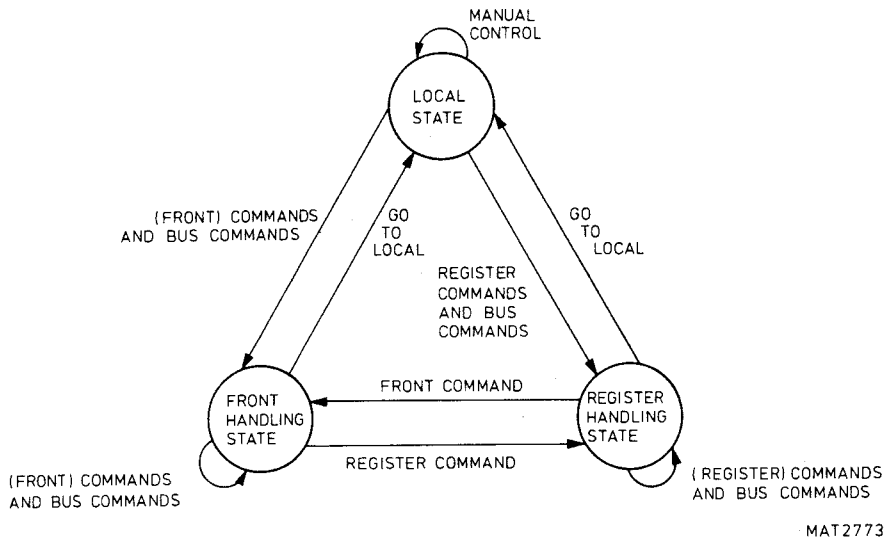 MANUAL
CONTROL
LOCAL
STATE
(FRONT) COMMANDS
AND BUS COMMANDS
GO
TO
LOCAL
GO
TO
LOCAL
REGISTER
COMMANDS
AND BUS
COMMANDS
FRONT
HANDLING
STATE
FRONT COMMAND
REGISTER
HANDLING
STATE
REGISTER COMMAND
(FRONT) COMMANDS
AND BUS COMMANDS
(REGISTER) COMMANDS
AND BUS COMMANDS
MAT2773